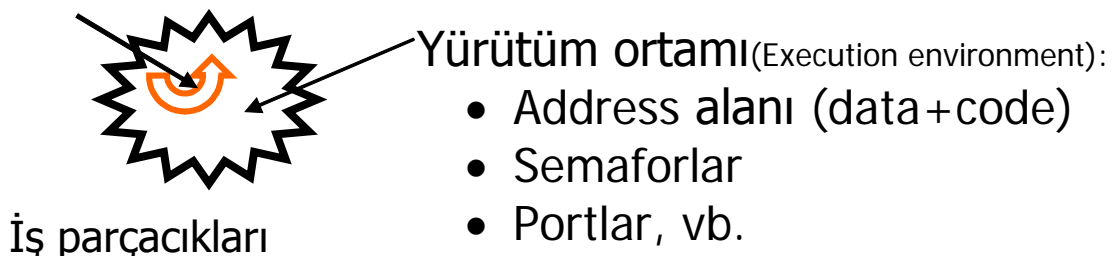 Yürütüm ortamı(Execution environment):
• Address alanı (data+code)
• Semaforlar
• Portlar, vb.
İş parçacıkları